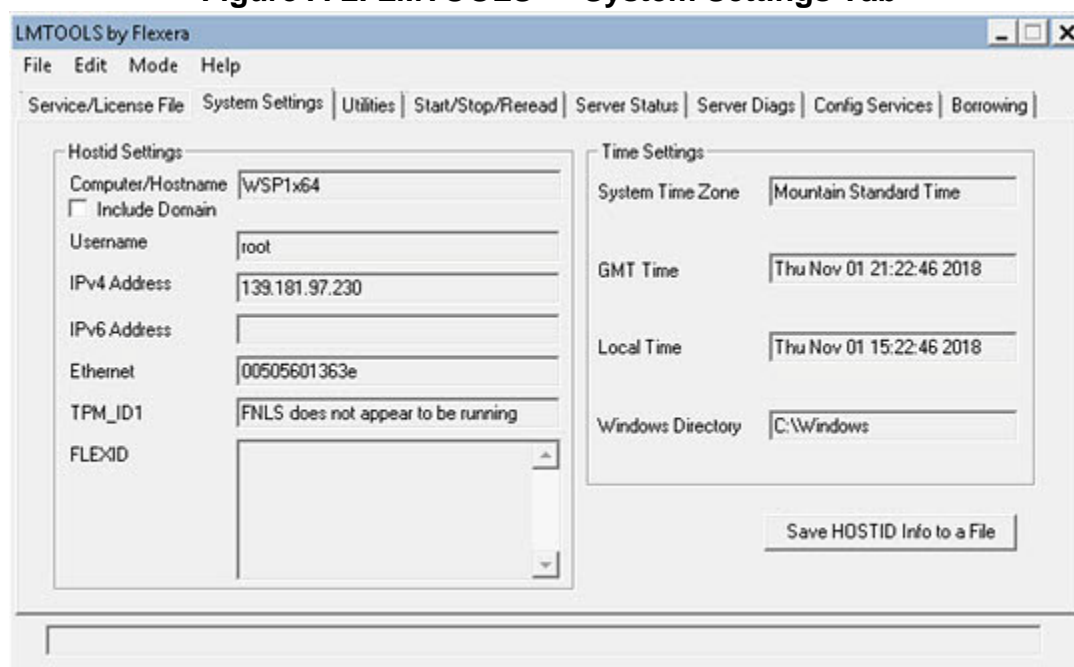 LMTOOLS by Flexera
File Edit Mode Help
Service/License File System Settings Utilities Start/Stop/Reread Server Status Server Diags Config Services Borrowing
Hostid Settings
Computer/Hostname WSP1x64
Include Domain
Username root
IPv4 Address 139.181.97.230
IPv6 Address
Ethernet 00505601363e
TPM_ID1 FNLS does not appear to be running
FLEXID
Time Settings
System Time Zone Mountain Standard Time
GMT Time Thu Nov 01 21:22:46 2018
Local Time Thu Nov 01 15:22:46 2018
Windows Directory C:\Windows
Save HOSTID Info to a File